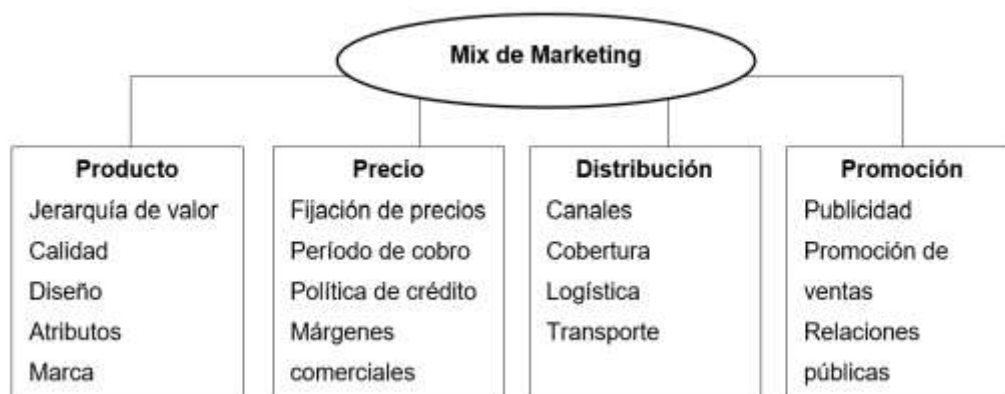 Mix de Marketing
Producto
Jerarquía de valor
Calidad
Diseño
Atributos
Marca
Precio
Fijación de precios
Período de cobro
Política de crédito
Márgenes
comerciales
Distribución
Canales
Cobertura
Logística
Transporte
Promoción
Publicidad
Promoción de
ventas
Relaciones
públicas